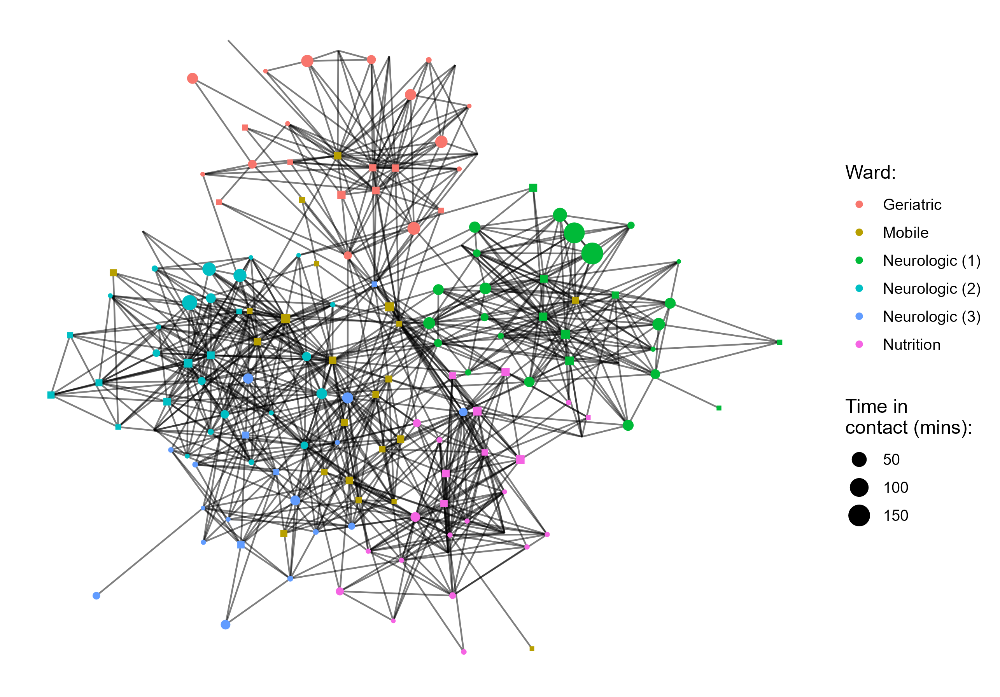 Ward:
Geriatric
Mobile
Neurologic (1)
Neurologic (2)
Neurologic (3)
Nutrition
Time in
contact (mins):
50
100
150